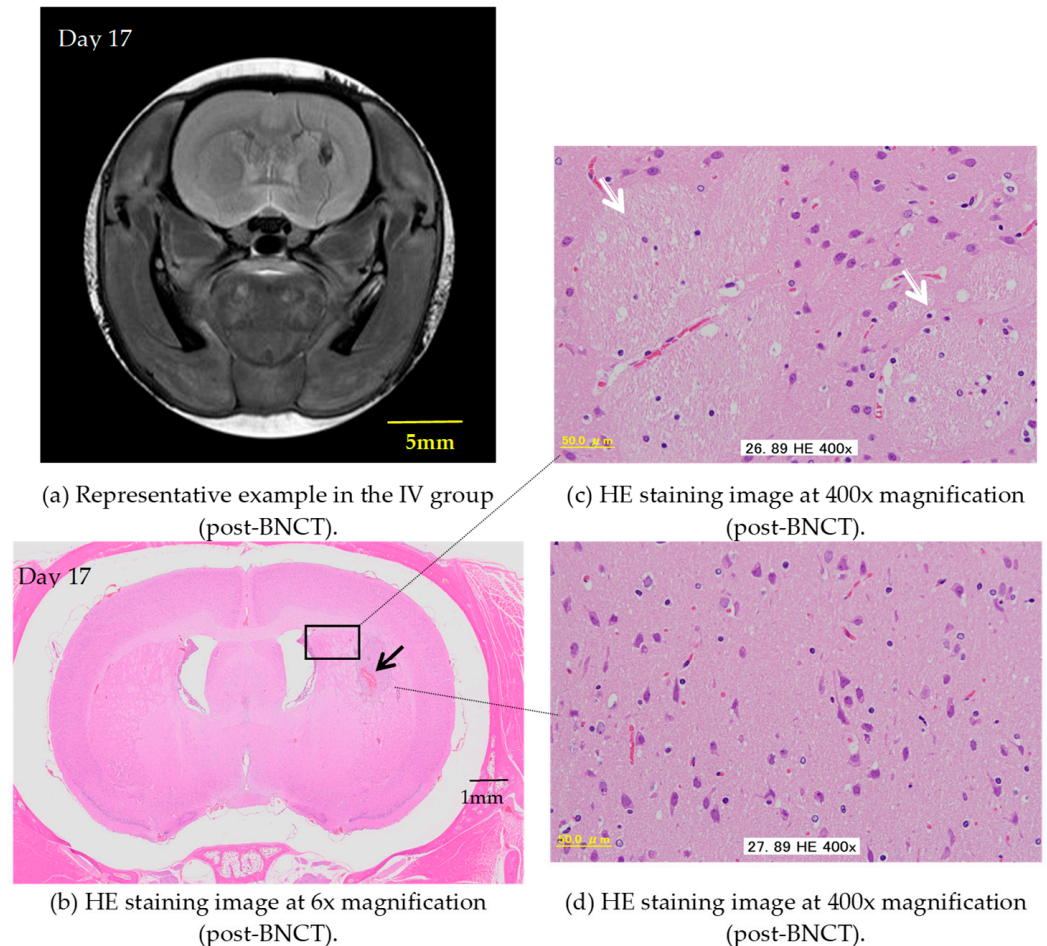 Day 17
5mm
(a) Representative example in the IV group
(post-BNCT).
50.0 μm
26. 89 HE 400x
(c) HE staining image at 400x magnification
(post-BNCT).
Day 17
1mm
(b) HE staining image at 6x magnification
(post-BNCT).
50.0 μm
27. 89 HE 400x
(d) HE staining image at 400x magnification
(post-BNCT).